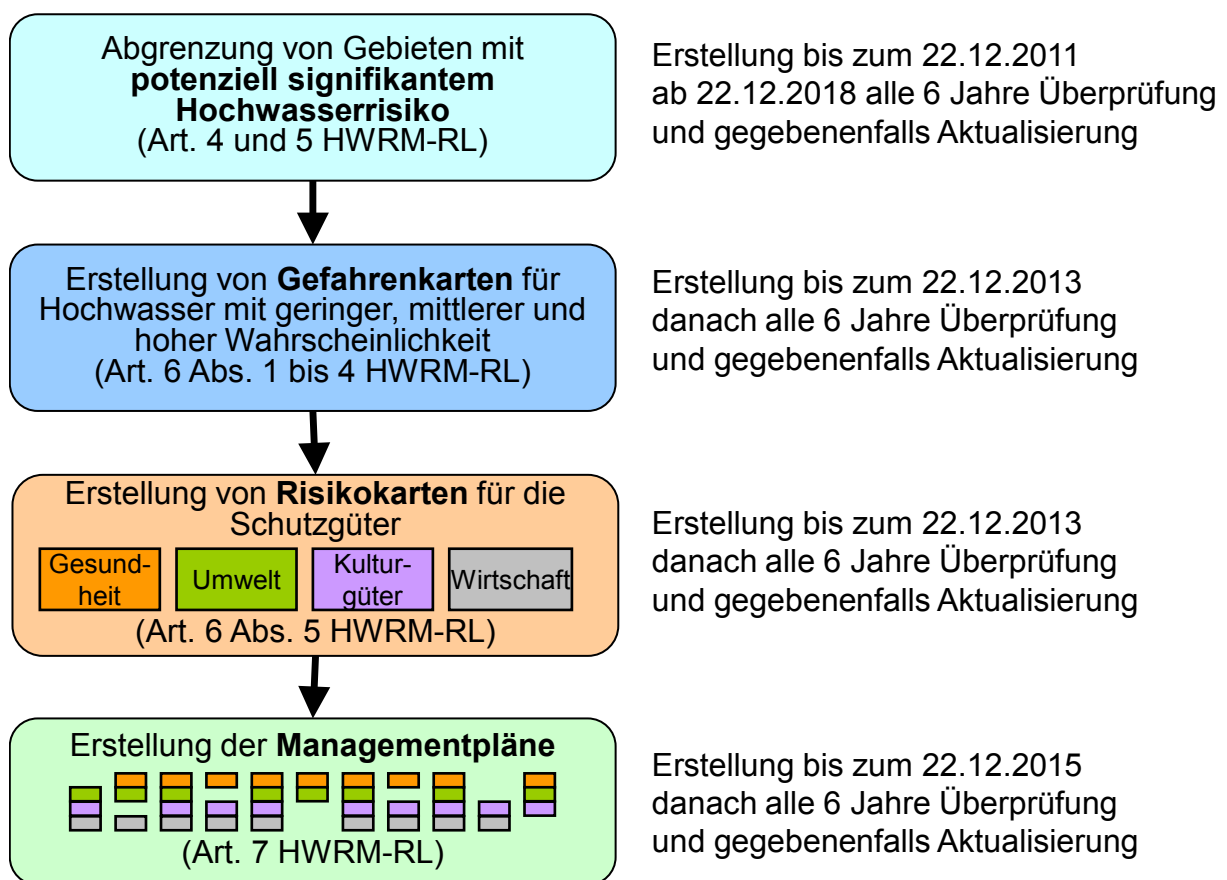 Abgrenzung von Gebieten mit
potenziell signifikantem
Hochwasserrisiko
(Art. 4 und 5 HWRM-RL)
Erstellung bis zum 22.12.2011
ab 22.12.2018 alle 6 Jahre Überprüfung
und gegebenenfalls Aktualisierung
Erstellung von Gefahrenkarten für
Hochwasser mit geringer, mittlerer und
hoher Wahrscheinlichkeit
(Art. 6 Abs. 1 bis 4 HWRM-RL)
Erstellung bis zum 22.12.2013
danach alle 6 Jahre Überprüfung
und gegebenenfalls Aktualisierung
Erstellung von Risikokarten für die
Schutzgüter
Gesund-
heit
Umwelt
Kultur-
güter
Wirtschaft
(Art. 6 Abs. 5 HWRM-RL)
Erstellung bis zum 22.12.2013
danach alle 6 Jahre Überprüfung
und gegebenenfalls Aktualisierung
Erstellung der Managementpläne
(Art. 7 HWRM-RL)
Erstellung bis zum 22.12.2015
danach alle 6 Jahre Überprüfung
und gegebenenfalls Aktualisierung